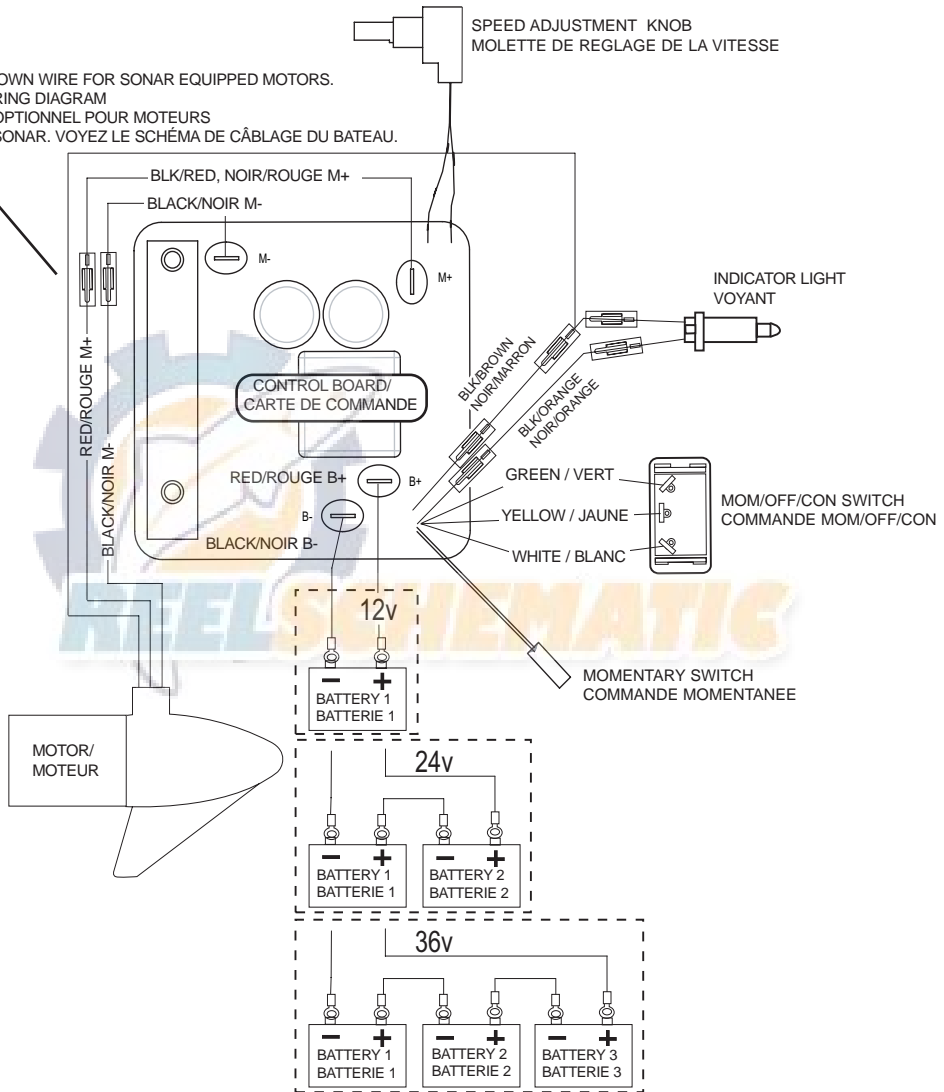 SPEED ADJUSTMENT KNOB
MOLETTE DE REGLAGE DE LA VITESSE
OWN WIRE FOR SONAR EQUIPPED MOTORS.
RING DIAGRAM
OPTIONNEL POUR MOTEURS
SONAR. VOYEZ LE SCHÉMA DE CÂBLAGE DU BATEAU.
BLK/RED, NOIR/ROUGE M+
BLACK/NOIR M-
M-
M+
INDICATOR LIGHT
VOYANT
RED/ROUGE M+
BLACK/NOIR M-
CONTROL BOARD/
CARTE DE COMMANDE
BLK/BROWN
NOIR/MARRON
BLK/ORANGE
NOIR/ORANGE
RED/ROUGE B+
B+
B-
BLACK/NOIR B-
GREEN / VERT
YELLOW / JAUNE
WHITE / BLANC
MOM/OFF/CON SWITCH
COMMANDE MOM/OFF/CON
REELSCHEMATIC
MOMENTARY SWITCH
COMMANDE MOMENTANEE
12v
− +
BATTERY 1
BATTERIE 1
MOTOR/
MOTEUR
24v
− + − +
BATTERY 1 BATTERY 2
BATTERIE 1 BATTERIE 2
36v
− + − + − +
BATTERY 1 BATTERY 2 BATTERY 3
BATTERIE 1 BATTERIE 2 BATTERIE 3